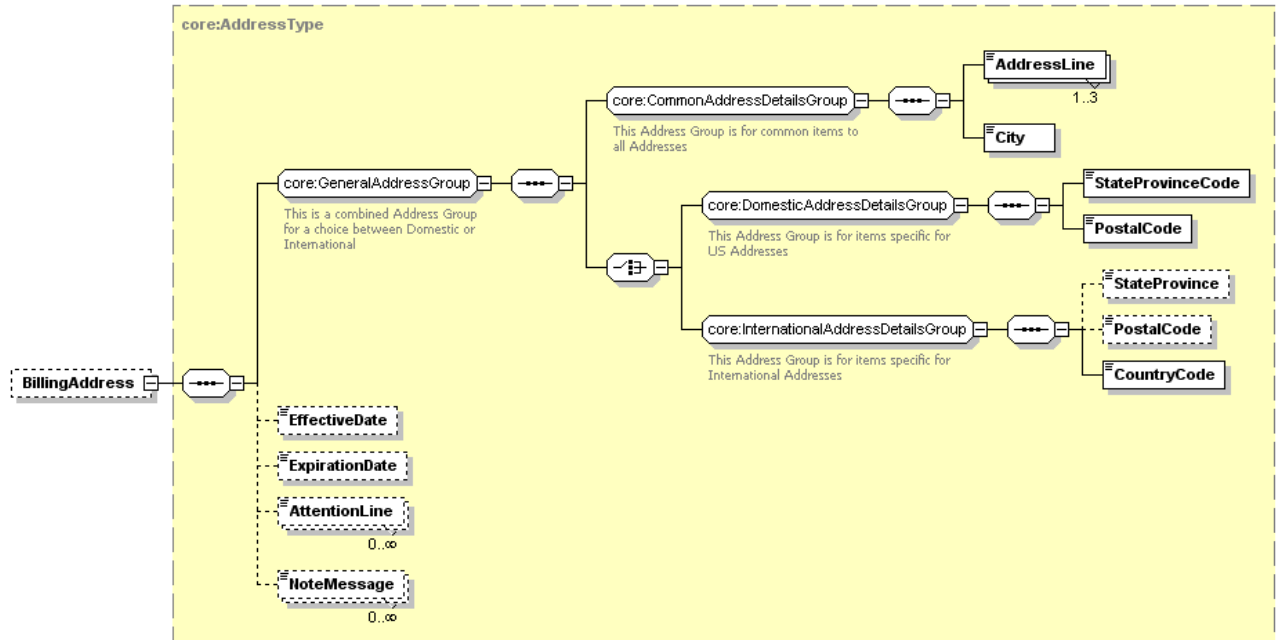 core:AddressType
AddressLine
1..3
core:CommonAddressDetailsGroup
This Address Group is for common items to
all Addresses
City
core:GeneralAddressGroup
This is a combined Address Group
for a choice between Domestic or
International
StateProvinceCode
core:DomesticAddressDetailsGroup
This Address Group is for items specific for
US Addresses
PostalCode
StateProvince
core:InternationalAddressDetailsGroup
This Address Group is for items specific for
International Addresses
PostalCode
CountryCode
BillingAddress
EffectiveDate
ExpirationDate
AttentionLine
0..∞
NoteMessage
0..∞